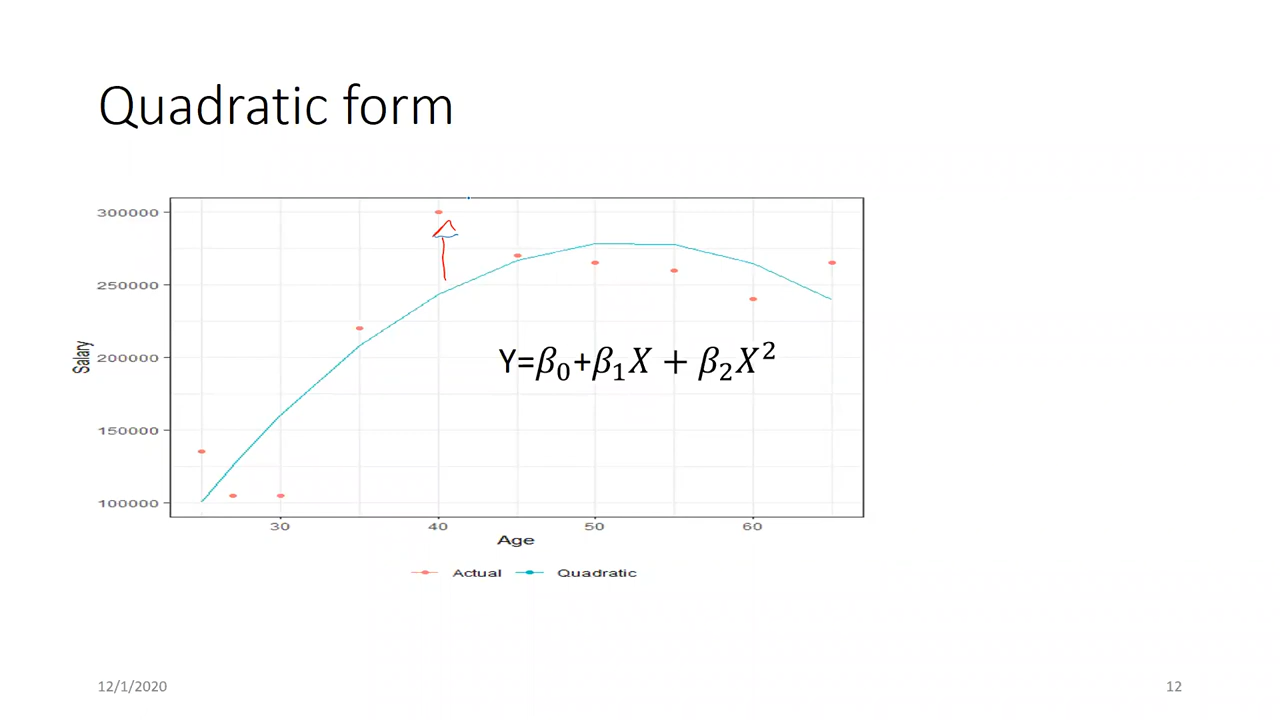 Quadratic form
300000
250000
200000
150000
100000
Salary
Y=β₀+β₁X + β₂X²
30 40 50 60
Age
Actual Quadratic
12/1/2020 12